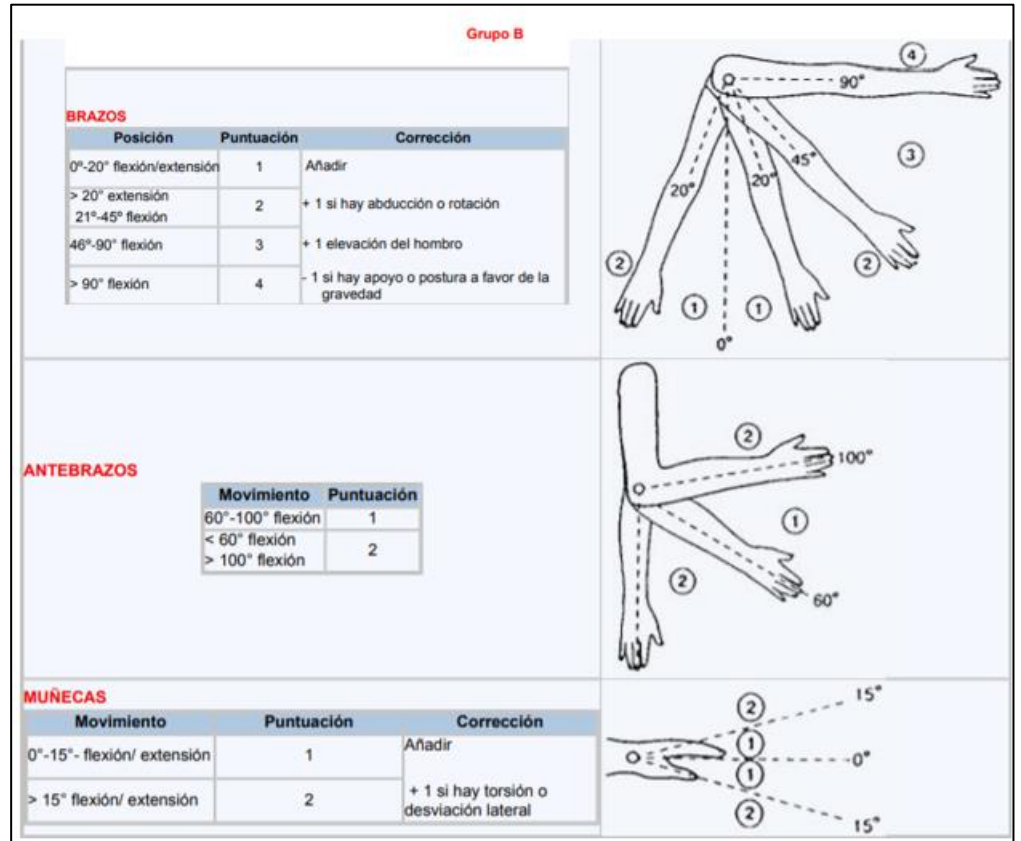 Grupo B
BRAZOS
Posición Puntuación Corrección
0º-20° flexión/extensión 1 Añadir
> 20° extensión
21º-45º flexión 2 + 1 si hay abducción o rotación
46º-90° flexión 3 + 1 elevación del hombro
> 90° flexión 4 - 1 si hay apoyo o postura a favor de la
gravedad
4
90°
3
45°
20°
20°
2
2
1
1
0°
ANTEBRAZOS
Movimiento Puntuación
60°-100° flexión 1
< 60° flexión
> 100° flexión 2
2
100°
1
2
60°
MUÑECAS
Movimiento Puntuación Corrección
0°-15°- flexión/ extensión 1 Añadir
> 15° flexión/ extensión 2 + 1 si hay torsión o
desviación lateral
15°
2
1
0°
1
2
15°